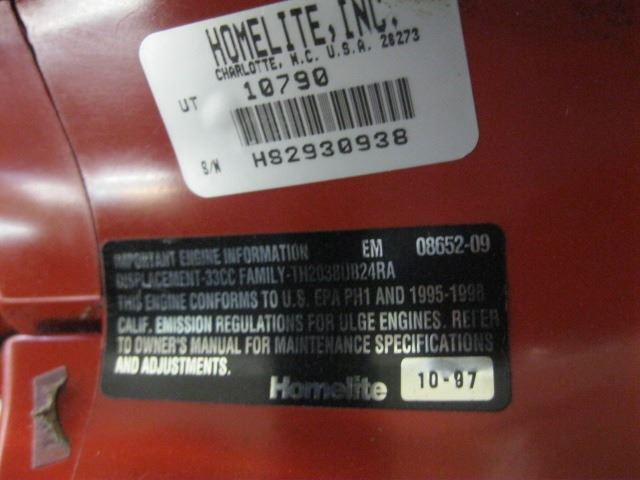 HOMELITE, INC.
CHARLOTTE, N.C. U.S.A. 28273
UT 10790
S/N HS2930938
IMPORTANT ENGINE INFORMATION EM 08652-09
DISPLACEMENT-33CC FAMILY-TH2038UB24RA
THIS ENGINE CONFORMS TO U.S. EPA PH1 AND 1995-1998
CALIF. EMISSION REGULATIONS FOR ULGE ENGINES. REFER
TO OWNER'S MANUAL FOR MAINTENANCE SPECIFICATIONS
AND ADJUSTMENTS.
Homelite 10-97